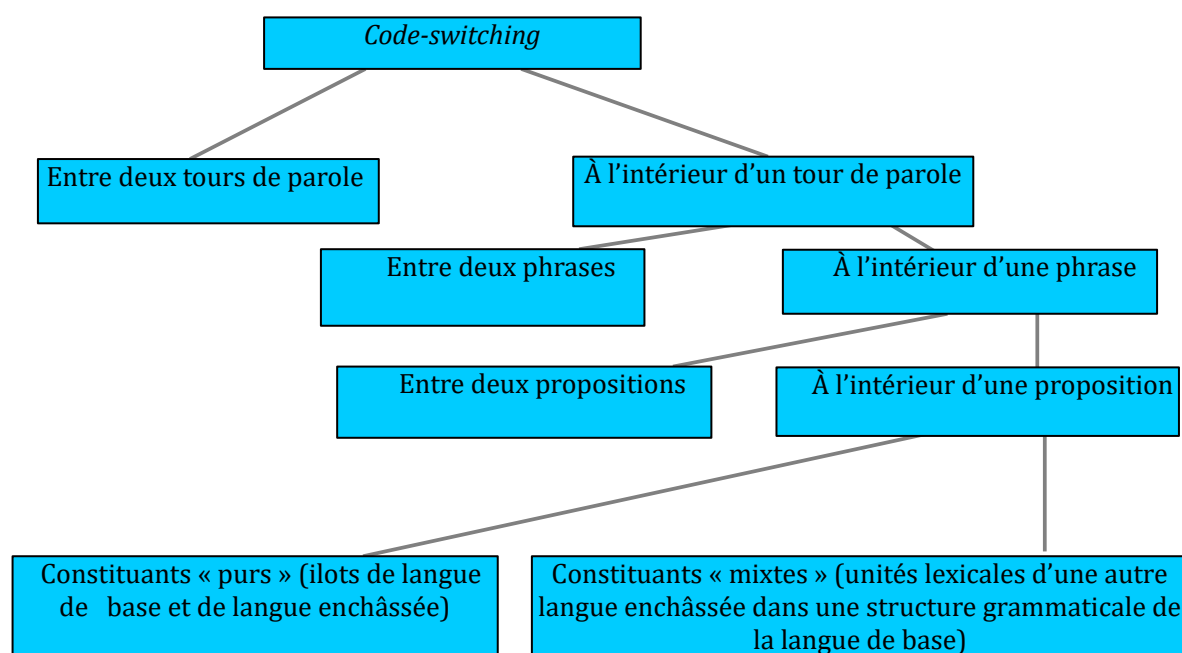 Code-switching
Entre deux tours de parole
À l’intérieur d’un tour de parole
Entre deux phrases
À l’intérieur d’une phrase
Entre deux propositions
À l’intérieur d’une proposition
Constituants « purs » (ilots de langue
de base et de langue enchâssée)
Constituants « mixtes » (unités lexicales d’une autre
langue enchâssée dans une structure grammaticale de
la langue de base)